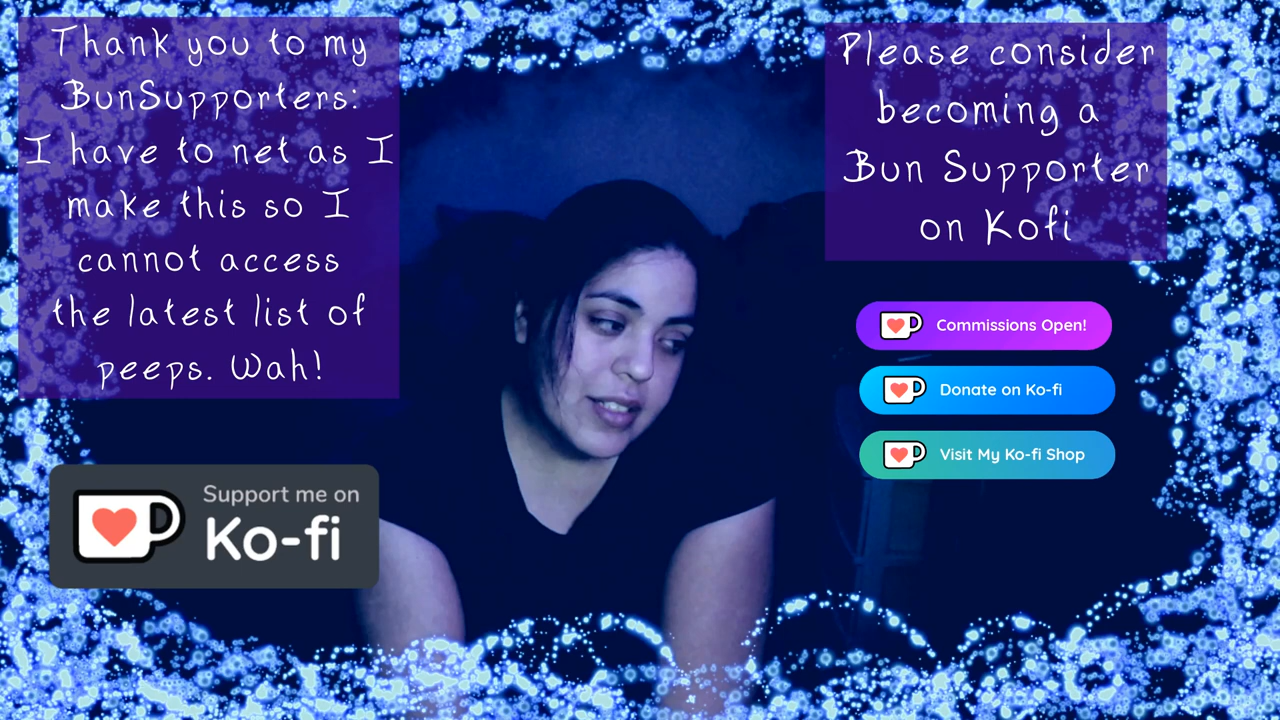 Thank you to my
BunSupporters:
I have to net as I
make this so I
cannot access
the latest list of
peeps. Wah!
Support me on
Ko-fi
Please consider
becoming a
Bun Supporter
on Kofi
Commissions Open!
Donate on Ko-fi
Visit My Ko-fi Shop